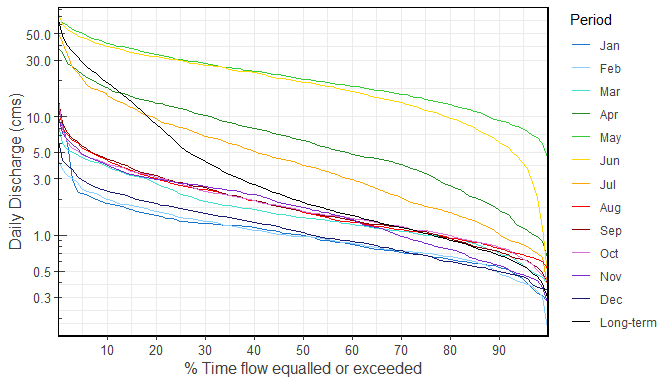 Period
50.0
30.0
10.0
5.0
3.0
1.0
0.5
0.3
Daily Discharge (cms)
10
20
30
40
50
60
70
80
90
% Time flow equalled or exceeded
Jan
Feb
Mar
Apr
May
Jun
Jul
Aug
Sep
Oct
Nov
Dec
Long-term